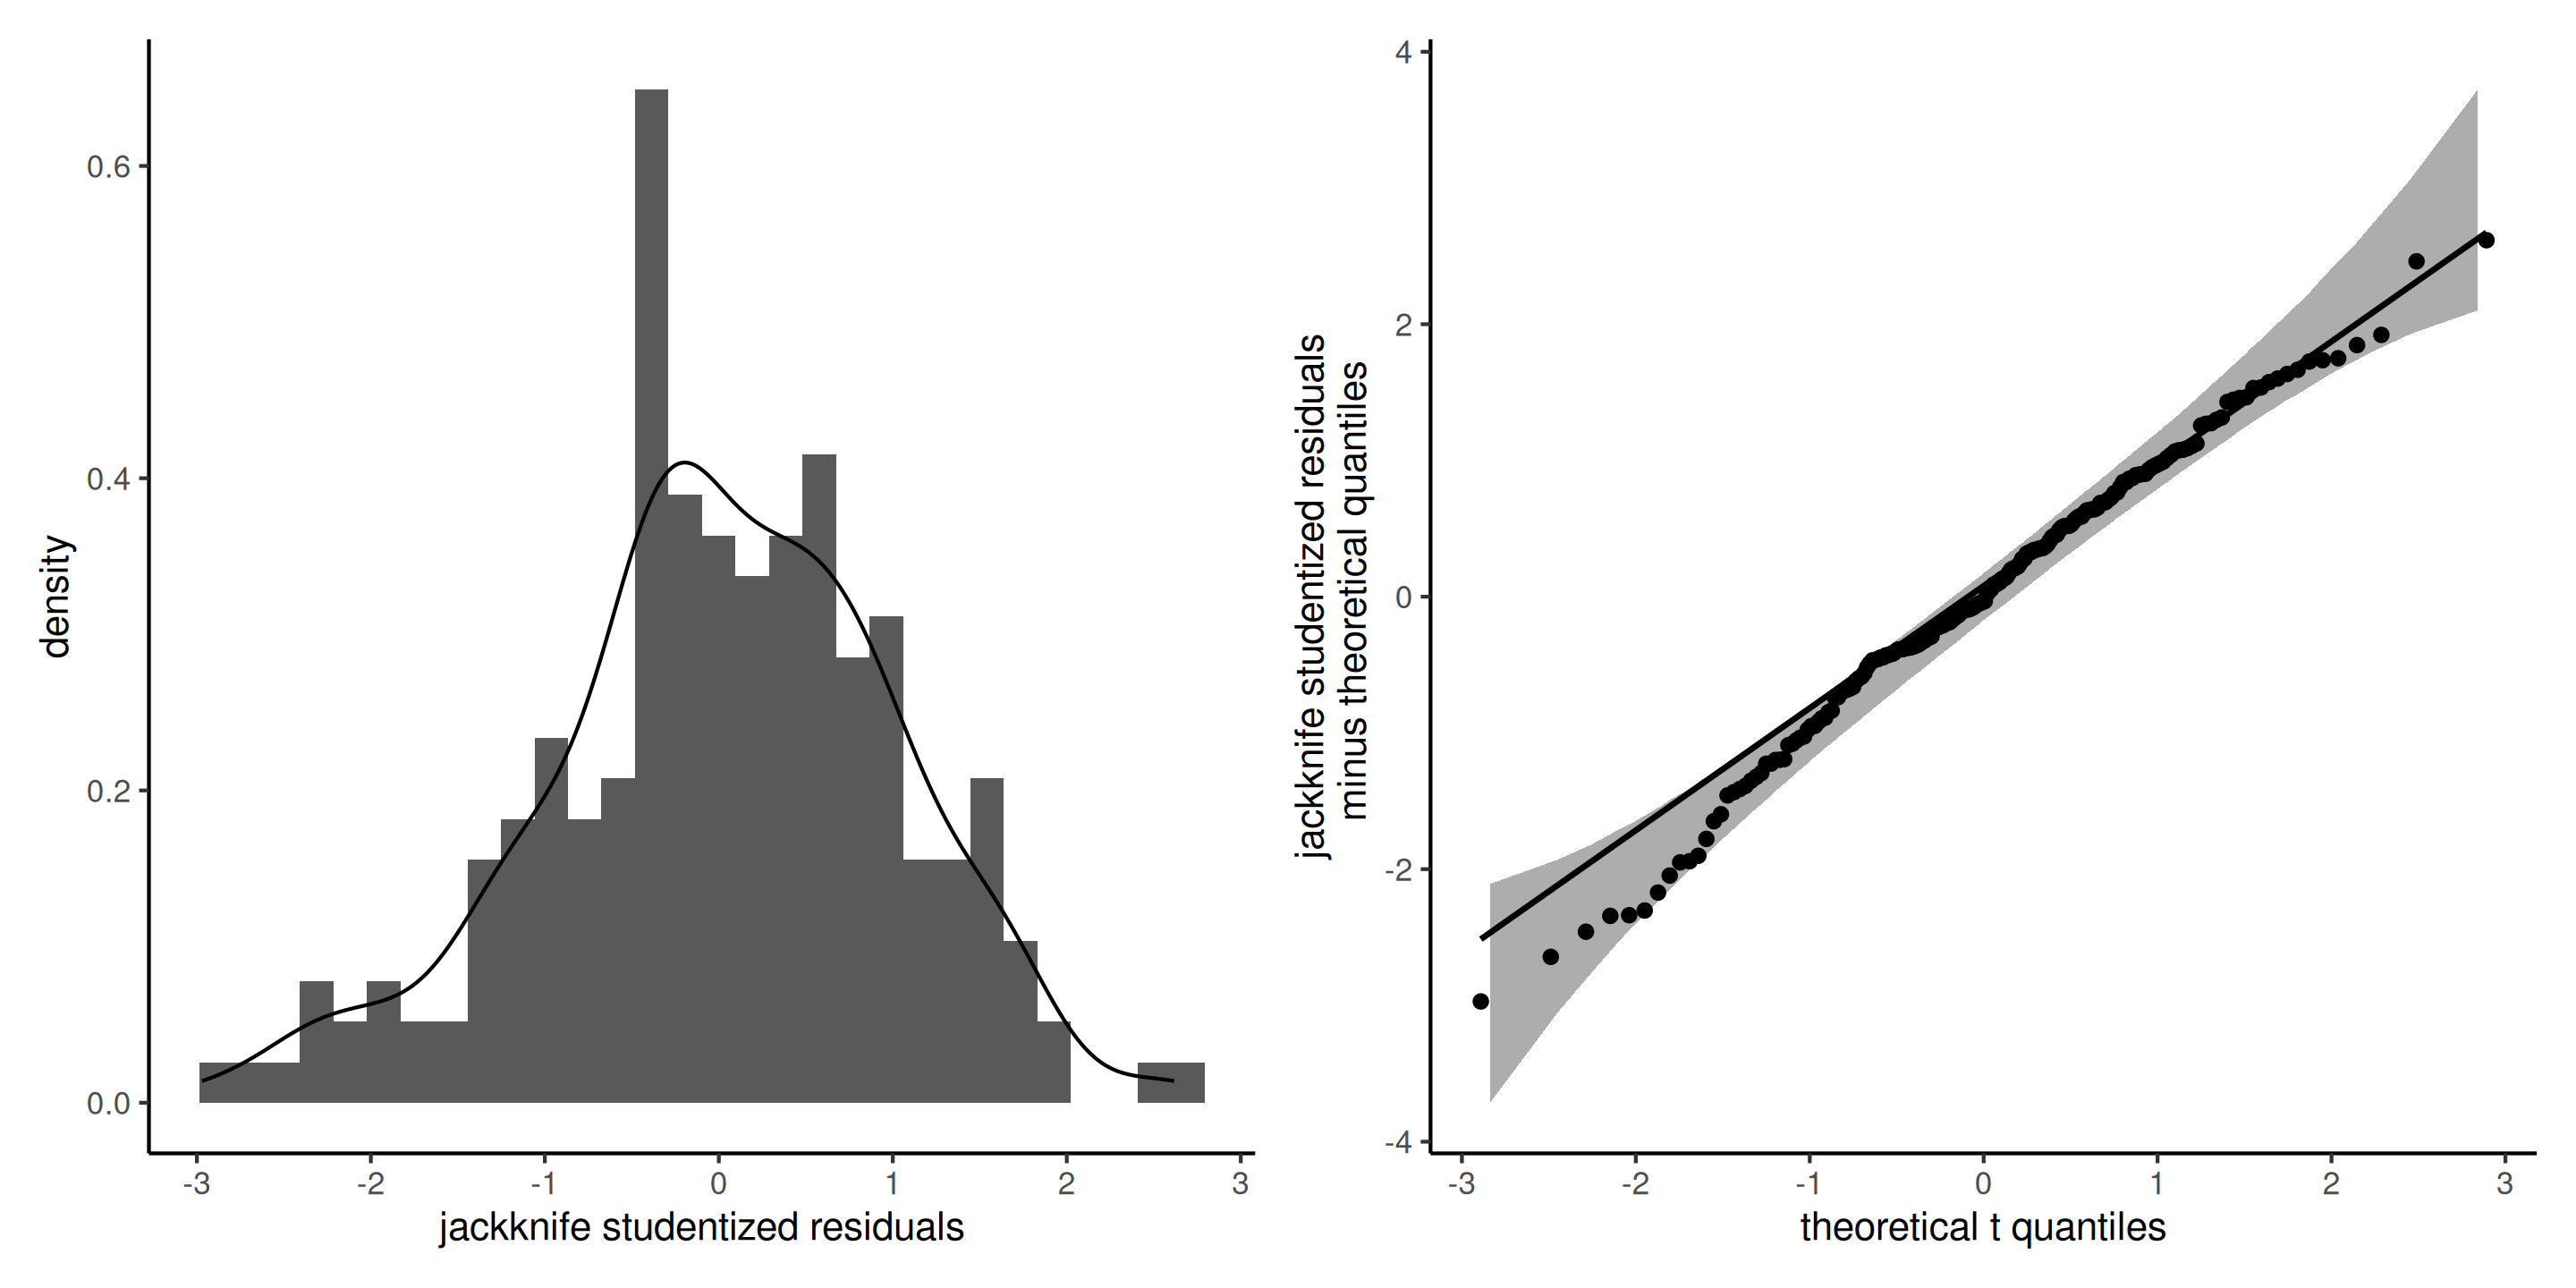 density
0.6
0.4
0.2
0.0
-3 -2 -1 0 1 2 3
jackknife studentized residuals
jackknife studentized residuals
minus theoretical quantiles
4
2
0
-2
-4
-3 -2 -1 0 1 2 3
theoretical t quantiles